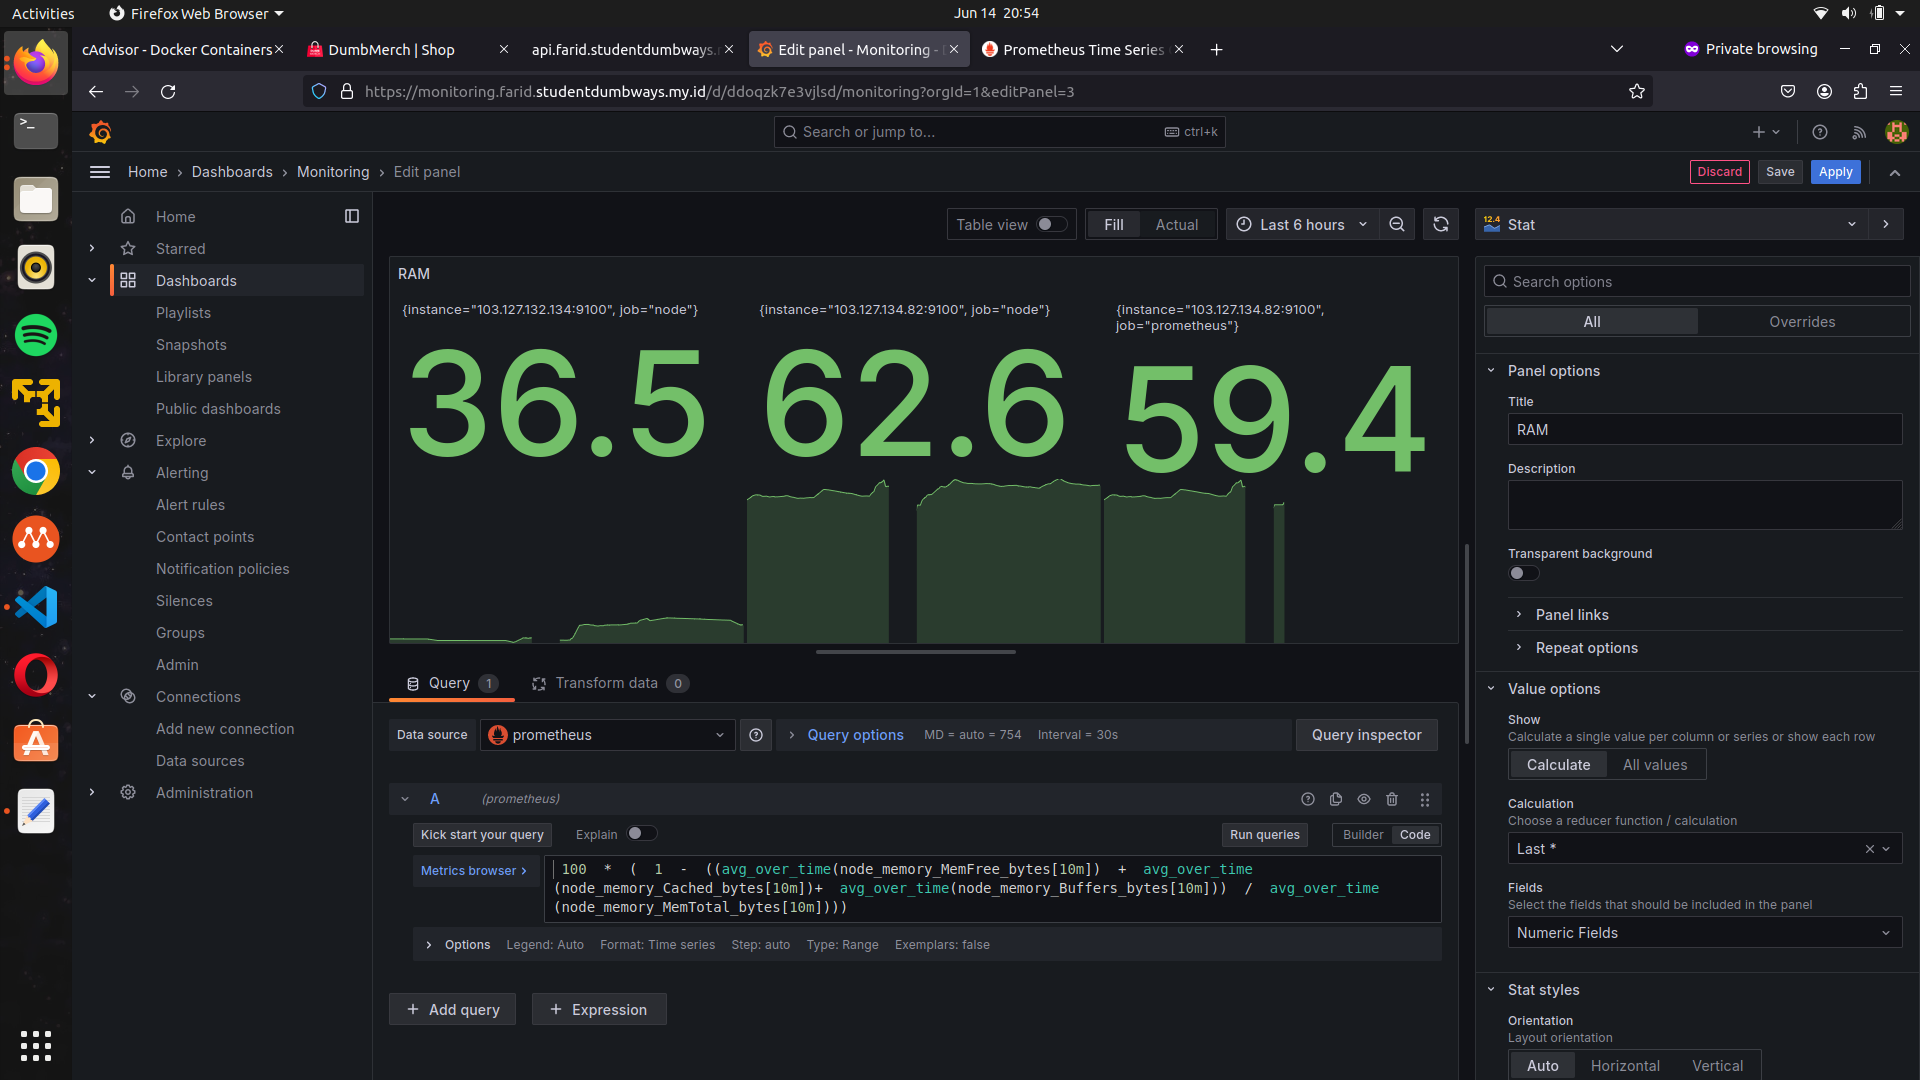 Activities
Firefox Web Browser
Jun 14 20:54
cAdvisor - Docker Containers
DumbMerch | Shop
api.farid.studentdumbways.
Edit panel - Monitoring -
Prometheus Time Series
Private browsing
https://monitoring.farid.studentdumbways.my.id/d/ddoqzk7e3vjlsd/monitoring?orgId=1&editPanel=3
Search or jump to...
ctrl+k
Home › Dashboards › Monitoring › Edit panel
Discard
Save
Apply
Home
Starred
Dashboards
Playlists
Snapshots
Library panels
Public dashboards
Explore
Alerting
Alert rules
Contact points
Notification policies
Silences
Groups
Admin
Connections
Add new connection
Data sources
Administration
Table view
Fill
Actual
Last 6 hours
RAM
{instance="103.127.132.134:9100", job="node"}
36.5
{instance="103.127.134.82:9100", job="node"}
62.6
{instance="103.127.134.82:9100",
job="prometheus"}
59.4
Query 1
Transform data 0
Data source
prometheus
Query options
MD = auto = 754
Interval = 30s
Query inspector
A
(prometheus)
Kick start your query
Explain
Run queries
Builder
Code
Metrics browser
100 * ( 1 - ((avg_over_time(node_memory_MemFree_bytes[10m]) + avg_over_time
(node_memory_Cached_bytes[10m])+ avg_over_time(node_memory_Buffers_bytes[10m])) / avg_over_time
(node_memory_MemTotal_bytes[10m])))
Options
Legend: Auto
Format: Time series
Step: auto
Type: Range
Exemplars: false
+ Add query
+ Expression
12.4
Stat
Search options
All
Overrides
Panel options
Title
RAM
Description
Transparent background
Panel links
Repeat options
Value options
Show
Calculate a single value per column or series or show each row
Calculate
All values
Calculation
Choose a reducer function / calculation
Last *
Fields
Select the fields that should be included in the panel
Numeric Fields
Stat styles
Orientation
Layout orientation
Auto
Horizontal
Vertical